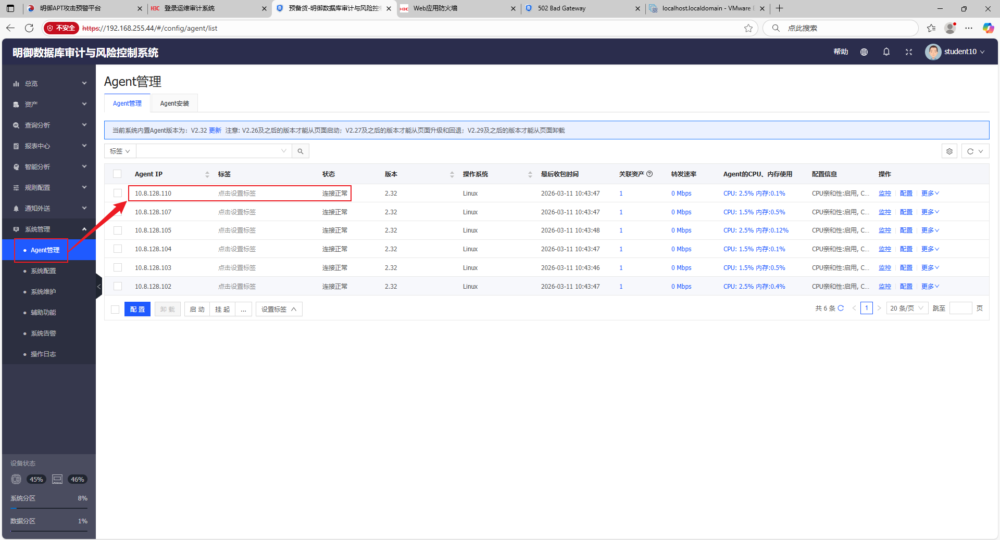 明御APT攻击预警平台
H3C 登录运维审计系统
预备货-明御数据库审计与风险控制
H3C Web应用防火墙
502 Bad Gateway
localhost.localdomain - VMware E
不安全 https://192.168.255.44/#/config/agent/list
点此搜索
明御数据库审计与风险控制系统
帮助
student10
总览
资产
查询分析
报表中心
智能分析
规则配置
通知外送
系统管理
Agent管理
系统配置
系统维护
辅助功能
系统告警
操作日志
设备状态
45% 46%
系统分区 8%
数据分区 1%
Agent管理
Agent管理 Agent安装
当前系统内置Agent版本为：V2.32 更新 注意: V2.26及之后的版本才能从页面启动；V2.27及之后的版本才能从页面升级和回退；V2.29及之后的版本才能从页面卸载
标签
Agent IP 标签 状态 版本 操作系统 最后收包时间 关联资产 转发速率 Agent的CPU、内存使用 配置信息 操作
10.8.128.110 点击设置标签 连接正常 2.32 Linux 2026-03-11 10:43:47 1 0 Mbps CPU: 2.5% 内存:0.1% CPU亲和性:启用, C... 监控 配置 更多
10.8.128.107 点击设置标签 连接正常 2.32 Linux 2026-03-11 10:43:47 1 0 Mbps CPU: 1.5% 内存:0.5% CPU亲和性:启用, C... 监控 配置 更多
10.8.128.105 点击设置标签 连接正常 2.32 Linux 2026-03-11 10:43:48 1 0 Mbps CPU: 2.5% 内存:0.12% CPU亲和性:启用, C... 监控 配置 更多
10.8.128.104 点击设置标签 连接正常 2.32 Linux 2026-03-11 10:43:47 1 0 Mbps CPU: 1.5% 内存:0.1% CPU亲和性:启用, C... 监控 配置 更多
10.8.128.103 点击设置标签 连接正常 2.32 Linux 2026-03-11 10:43:46 1 0 Mbps CPU: 1.5% 内存:0.5% CPU亲和性:启用, C... 监控 配置 更多
10.8.128.102 点击设置标签 连接正常 2.32 Linux 2026-03-11 10:43:47 1 0 Mbps CPU: 2.5% 内存:0.4% CPU亲和性:启用, C... 监控 配置 更多
配 置 卸 载 启 动 挂 起 ... 设置标签
共 6 条 1 20 条/页 跳至 页